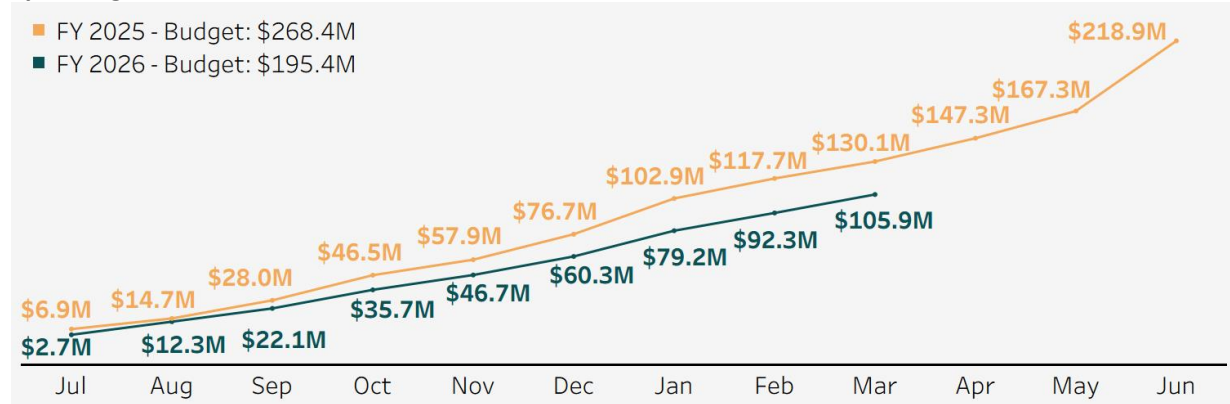 FY 2025 - Budget: $268.4M
FY 2026 - Budget: $195.4M
$6.9M $14.7M $28.0M $46.5M $57.9M $76.7M $102.9M $117.7M $130.1M $147.3M $167.3M $218.9M
$2.7M $12.3M $22.1M $35.7M $46.7M $60.3M $79.2M $92.3M $105.9M
Jul Aug Sep Oct Nov Dec Jan Feb Mar Apr May Jun